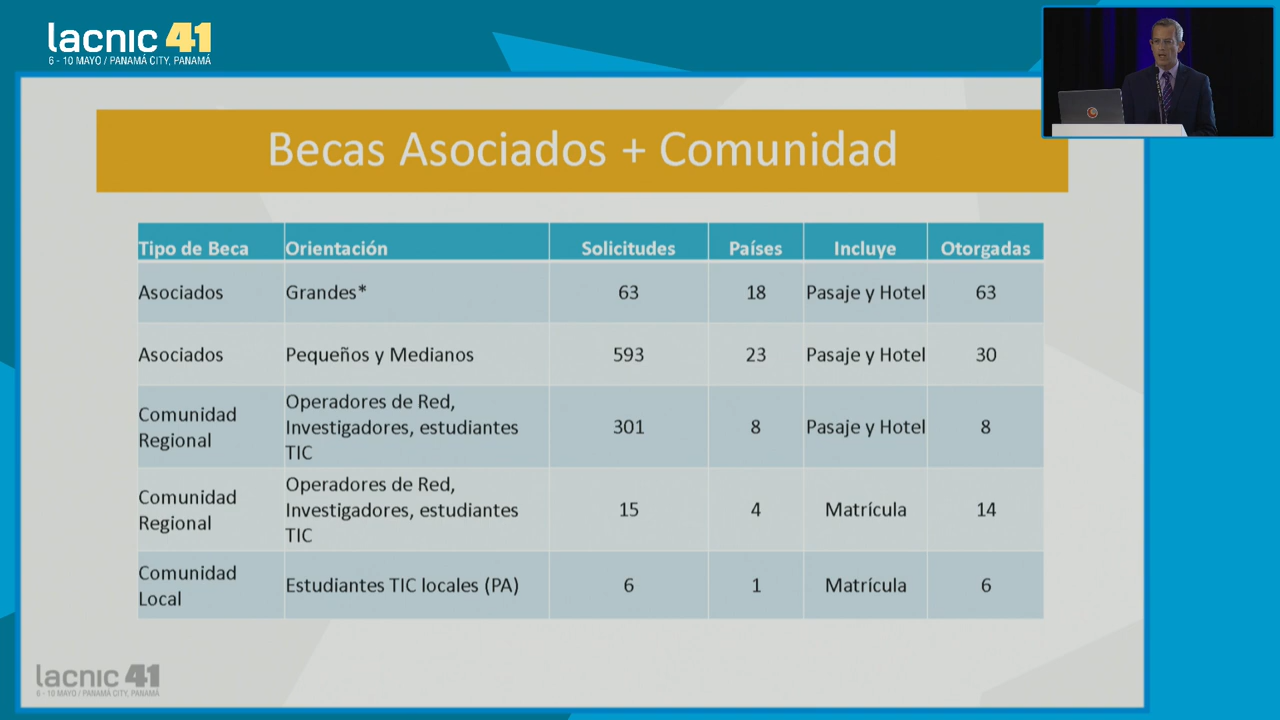 lacnic 41
6 - 10 MAYO / PANAMÁ CITY, PANAMÁ
Becas Asociados + Comunidad
Tipo de Beca Orientación Solicitudes Países Incluye Otorgadas
Asociados Grandes* 63 18 Pasaje y Hotel 63
Asociados Pequeños y Medianos 593 23 Pasaje y Hotel 30
Comunidad Regional Operadores de Red, Investigadores, estudiantes TIC 301 8 Pasaje y Hotel 8
Comunidad Regional Operadores de Red, Investigadores, estudiantes TIC 15 4 Matrícula 14
Comunidad Local Estudiantes TIC locales (PA) 6 1 Matrícula 6
lacnic 41
6 - 10 MAYO / PANAMÁ CITY, PANAMÁ